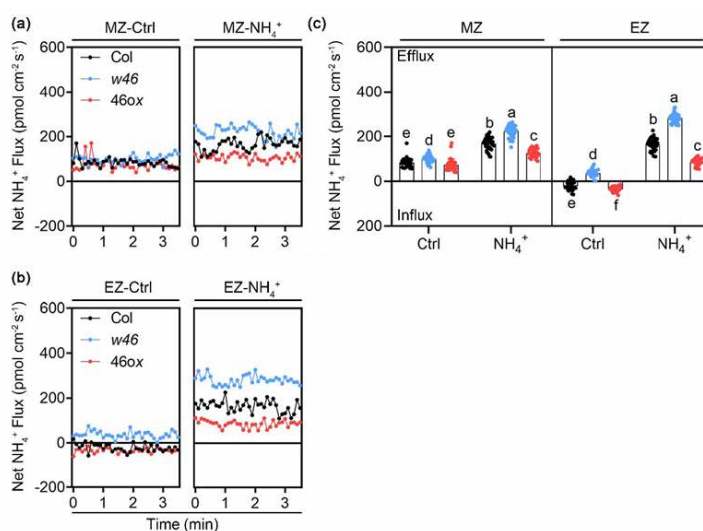 (a)
MZ-Ctrl
MZ-NH₄⁺
Col
w46
46ox
Net NH₄⁺ Flux (pmol cm⁻² s⁻¹)
600
400
200
0
-200
0 1 2 3
0 1 2 3
(b)
EZ-Ctrl
EZ-NH₄⁺
Col
w46
46ox
Net NH₄⁺ Flux (pmol cm⁻² s⁻¹)
600
400
200
0
-200
0 1 2 3
0 1 2 3
Time (min)
(c)
MZ
EZ
Efflux
Net NH₄⁺ Flux (pmol cm⁻² s⁻¹)
600
400
200
0
200
Influx
e d e
b a c
e d f
b a c
Ctrl
NH₄⁺
Ctrl
NH₄⁺